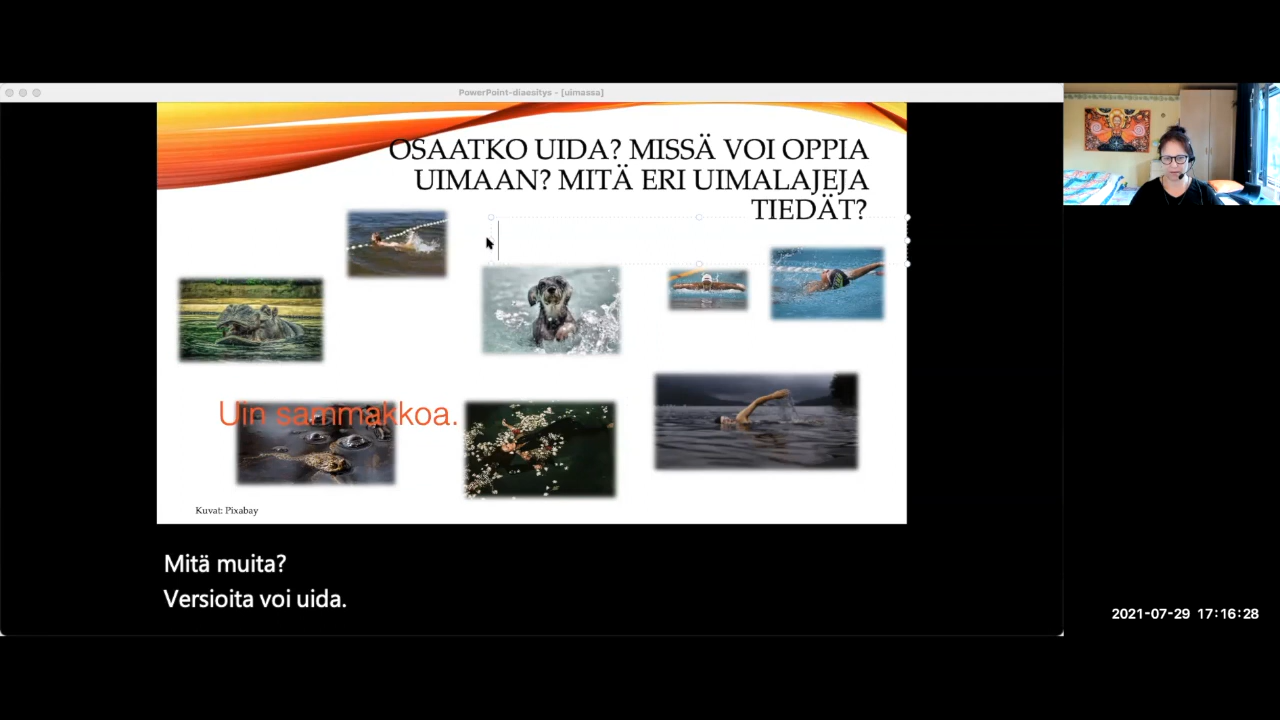 PowerPoint-diaesitys - [uimassa]
OSAATKO UIDA? MISSÄ VOI OPPIA
UIMAAN? MITÄ ERI UIMALAJEJA
TIEDÄT?
Uin sammakkoa.
Kuvat: Pixabay
Mitä muita?
Versioita voi uida.
2021-07-29 17:16:28